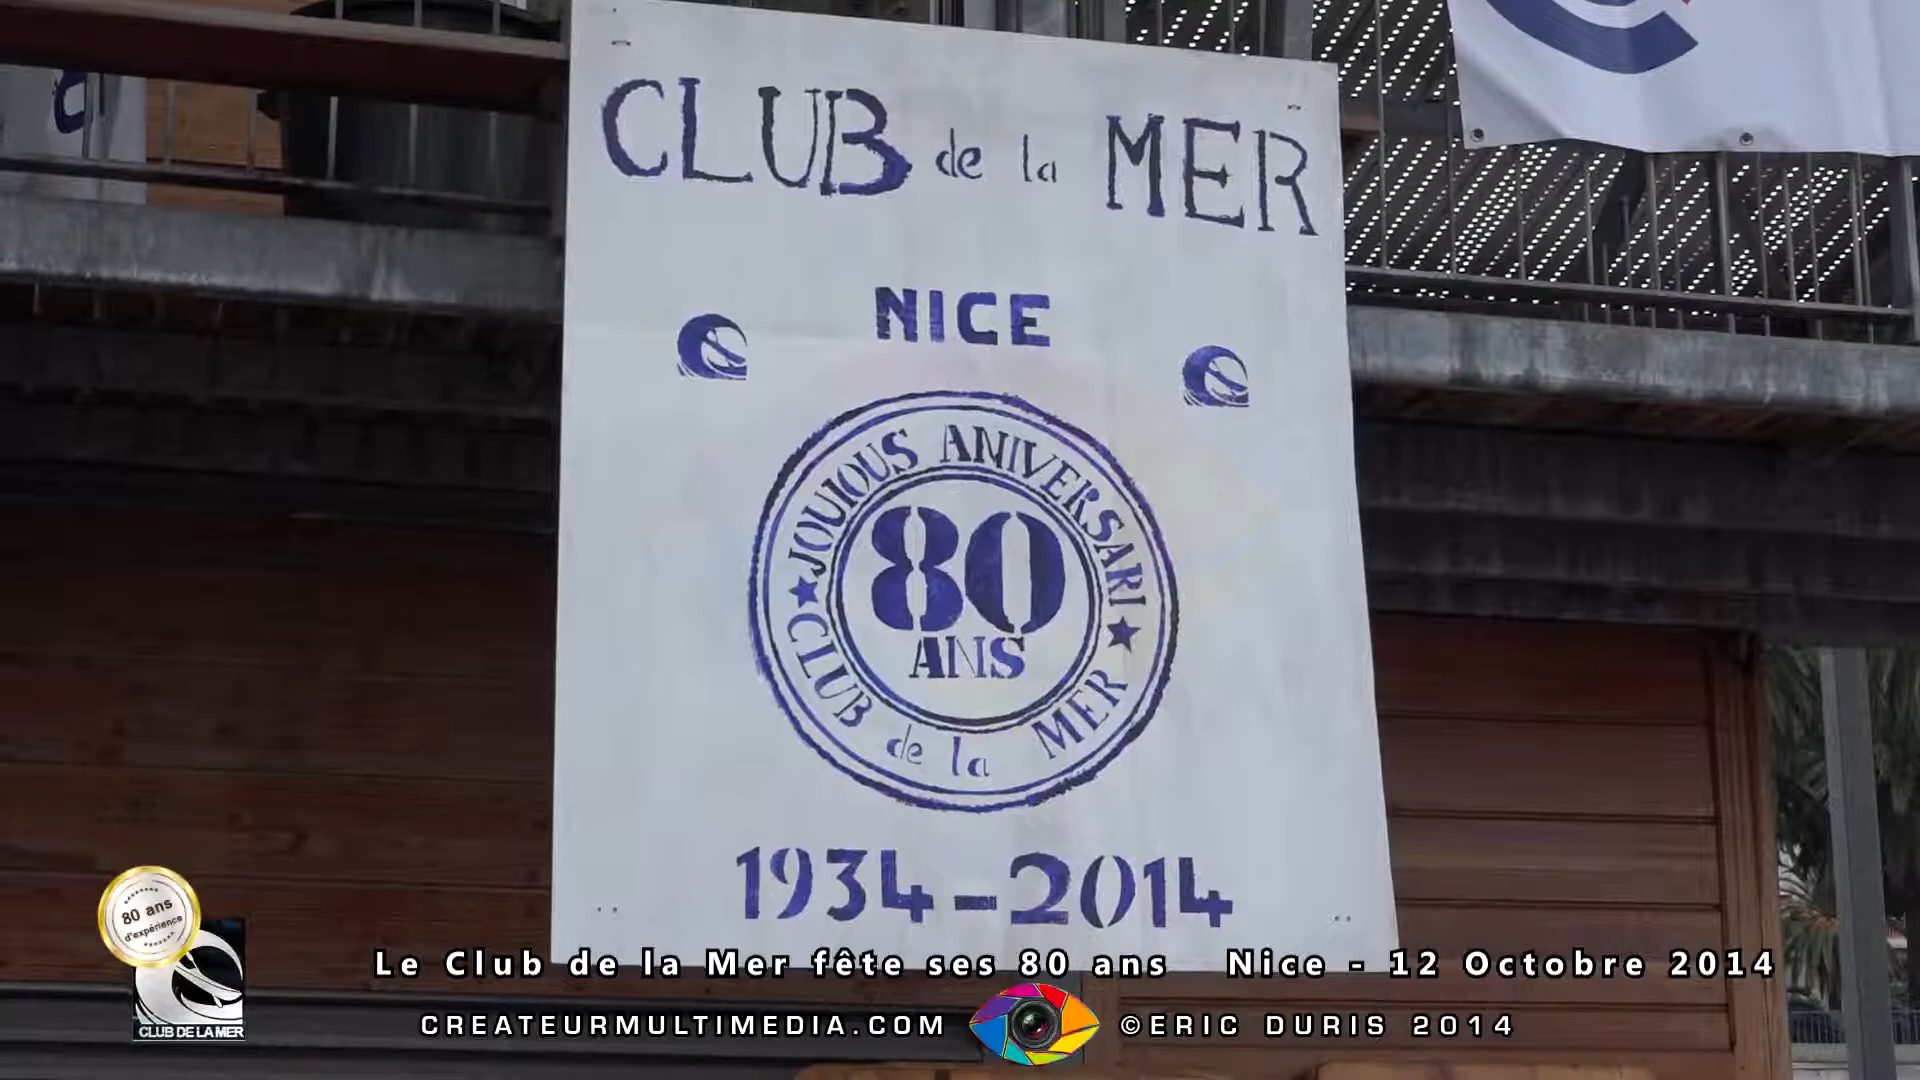 CLUB de la MER
NICE
JOUIOUS ANIVERSARI
80
ANS
CLUB de la MER
1934-2014
80 ans
d'expérience
CLUB DE LA MER
Le Club de la Mer fête ses 80 ans Nice - 12 Octobre 2014
CREATEURMULTIMEDIA.COM ©ERIC DURIS 2014